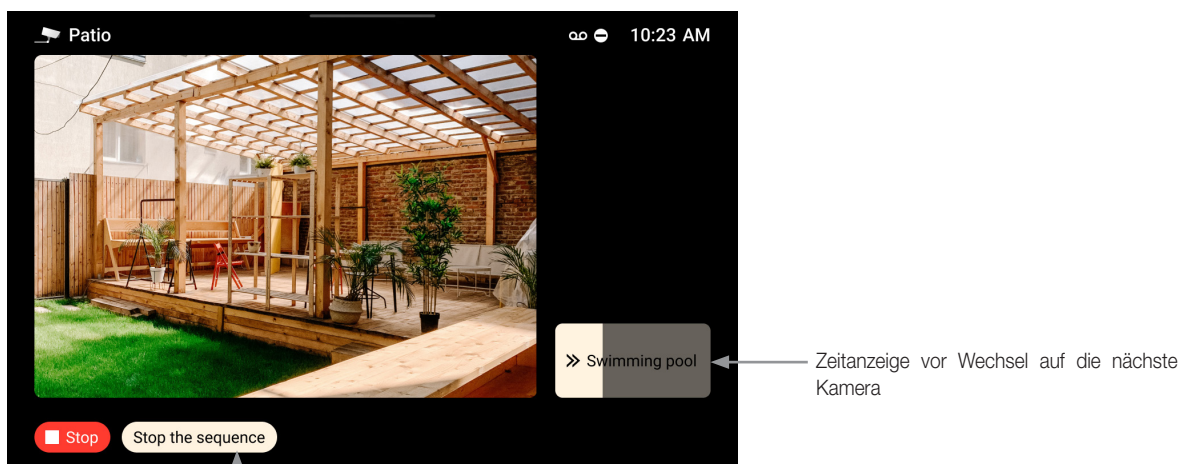 Patio
10:23 AM
Swimming pool
Zeitanzeige vor Wechsel auf die nächste
Kamera
Stop
Stop the sequence